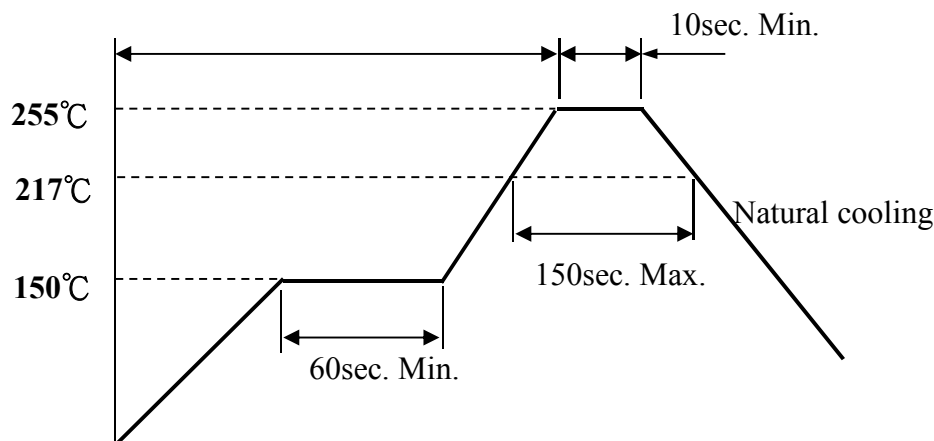 10sec. Min.
255℃
217℃
Natural cooling
150℃
150sec. Max.
60sec. Min.